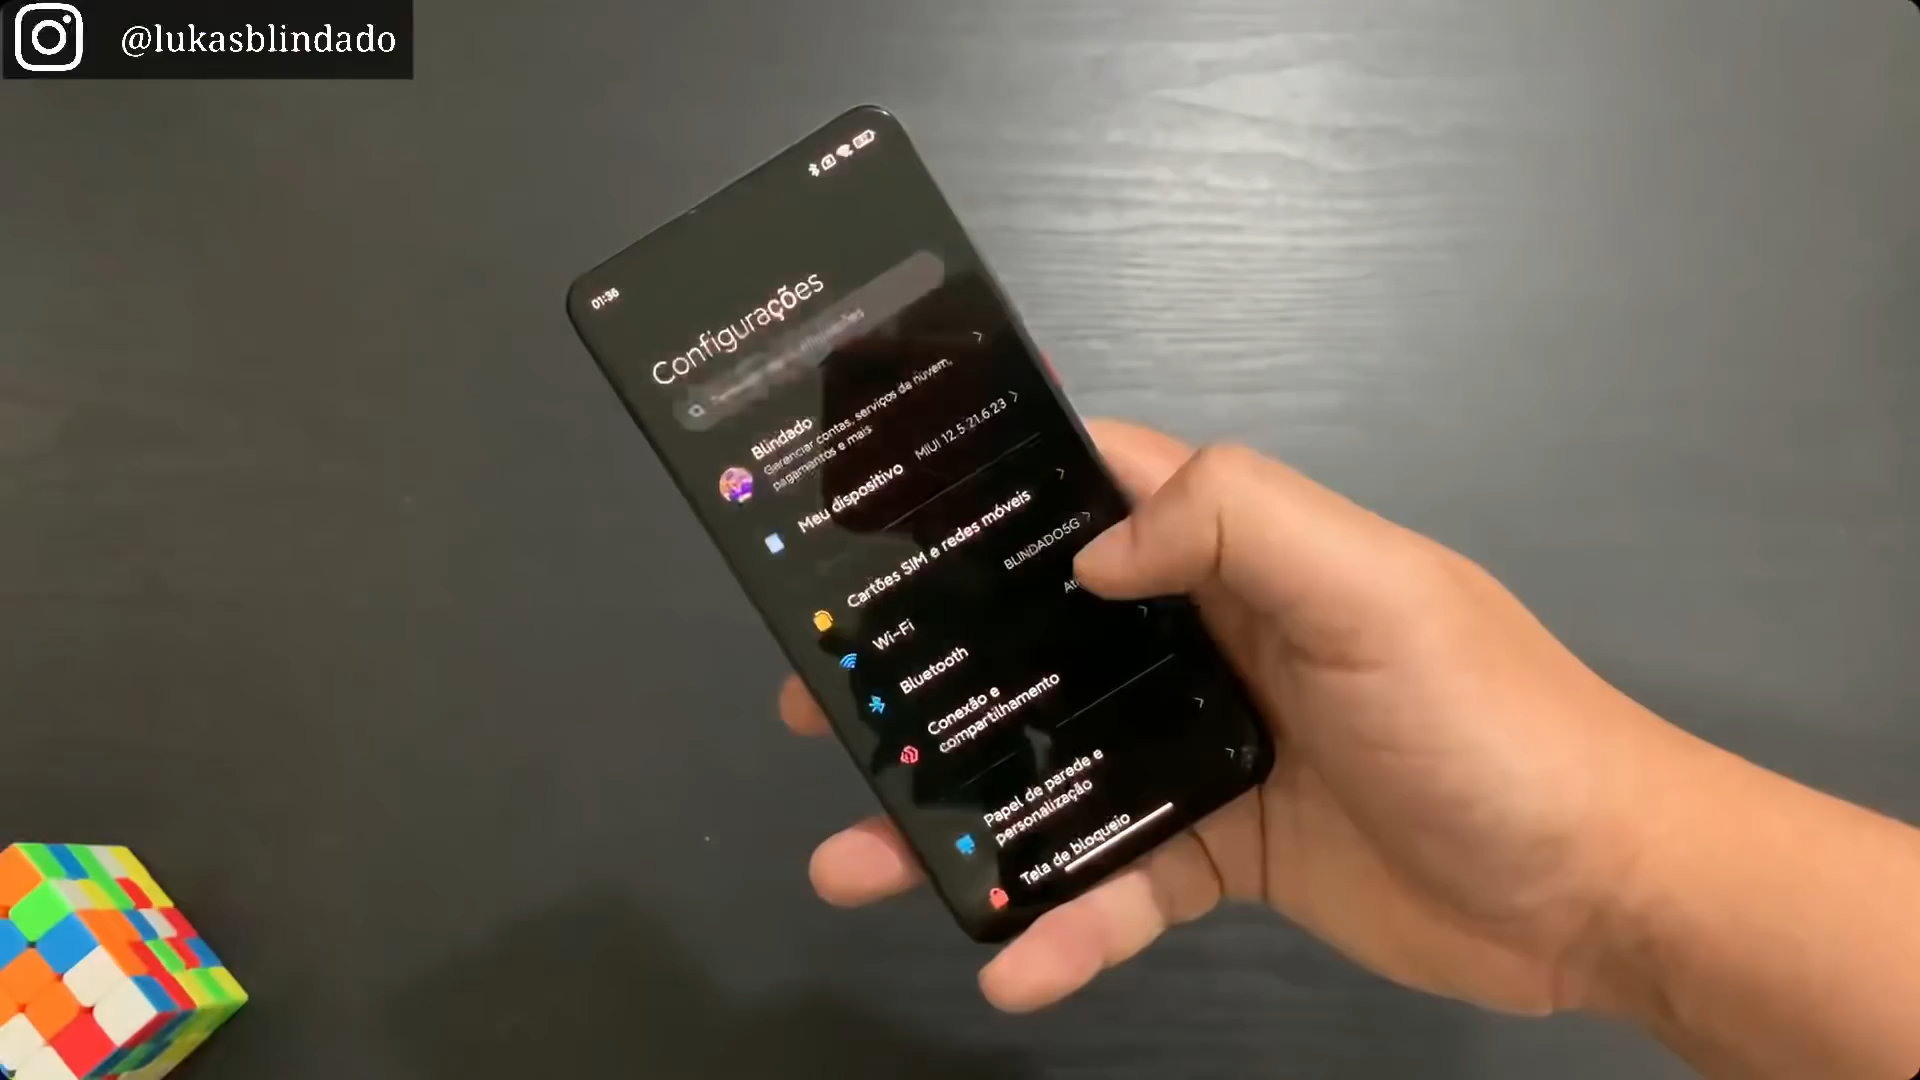 @lukasblindado
01:36
Configurações
Blindado
Gerenciar contas, serviços da nuvem,
pagamentos e mais
Meu dispositivo MIUI 12.5 21.6.23
Cartões SIM e redes móveis
Wi-Fi BLINDADO5G
Bluetooth
Conexão e
compartilhamento
Papel de parede e
personalização
Tela de bloqueio